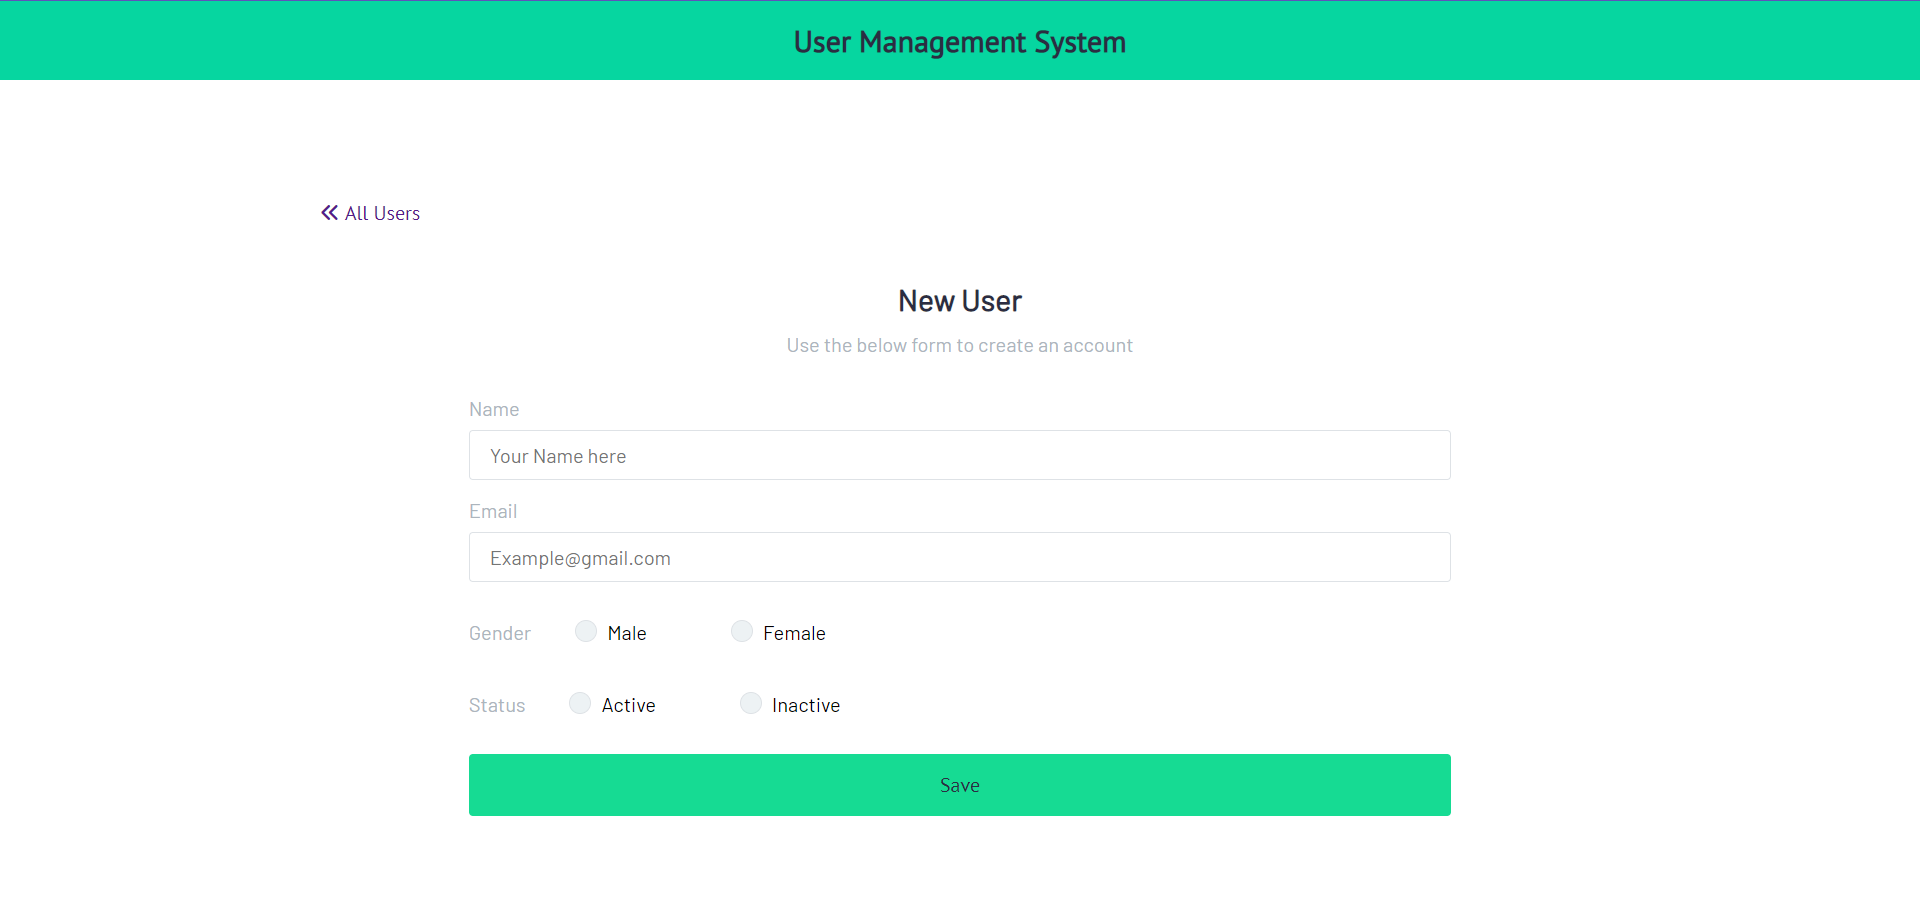 User Management System
All Users
New User
Use the below form to create an account
Name
Your Name here
Email
Example@gmail.com
Gender Male Female
Status Active Inactive
Save